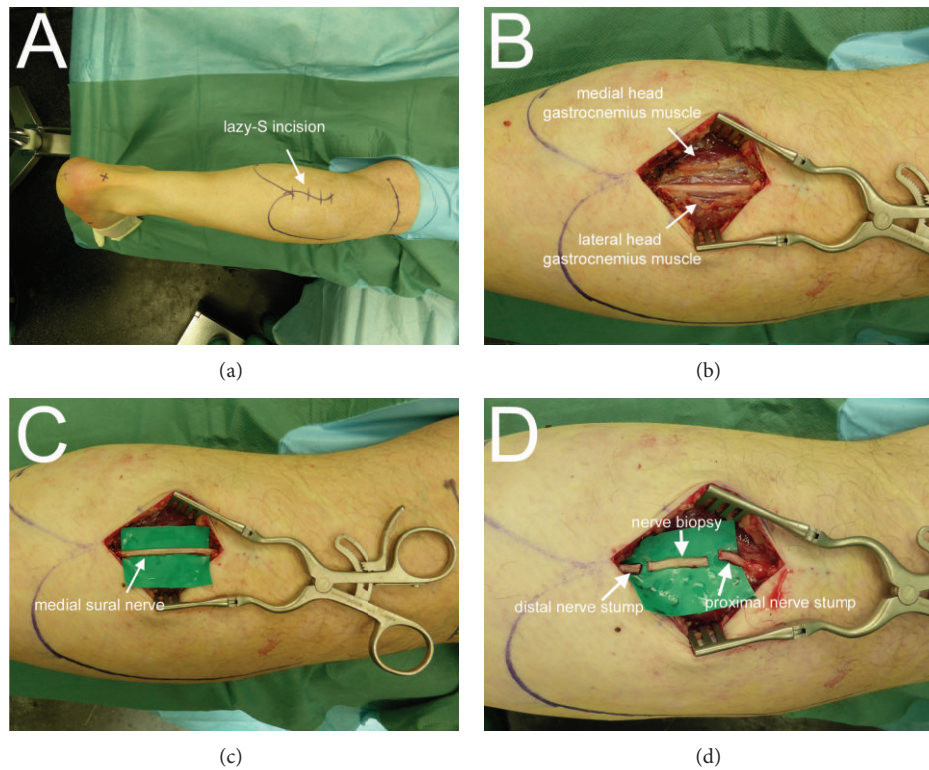 A
lazy-S incision
B
medial head
gastrocnemius muscle
lateral head
gastrocnemius muscle
(a)
(b)
C
medial sural nerve
D
nerve biopsy
distal nerve stump
proximal nerve stump
(c)
(d)